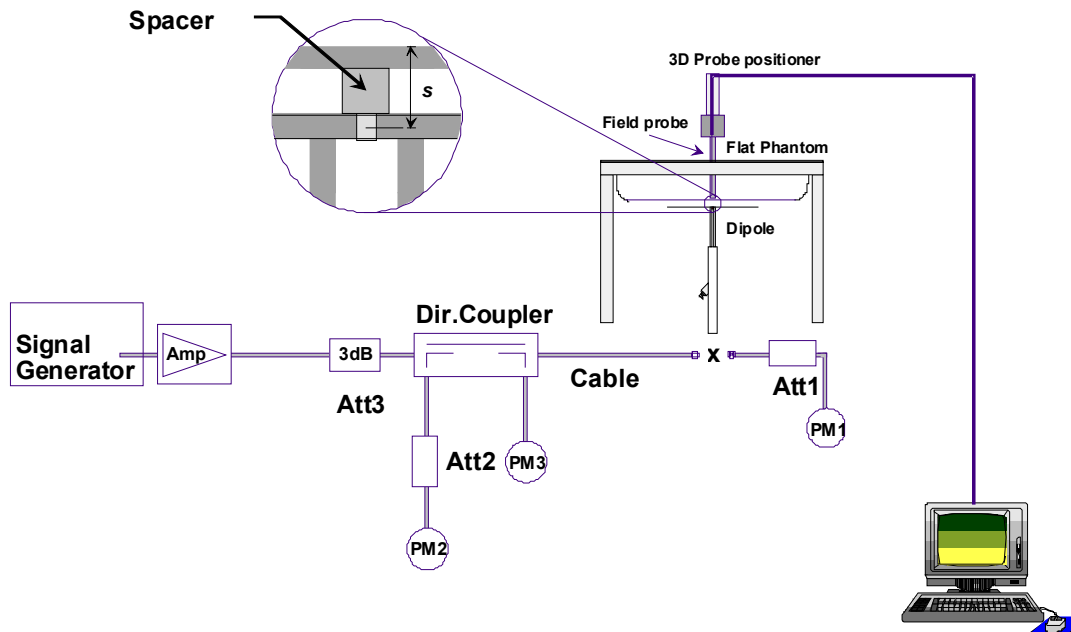 Spacer
s
3D Probe positioner
Field probe
Flat Phantom
Dipole
Dir.Coupler
Signal
Generator
Amp
3dB
Att3
Cable
x
Att1
PM1
Att2
PM3
PM2